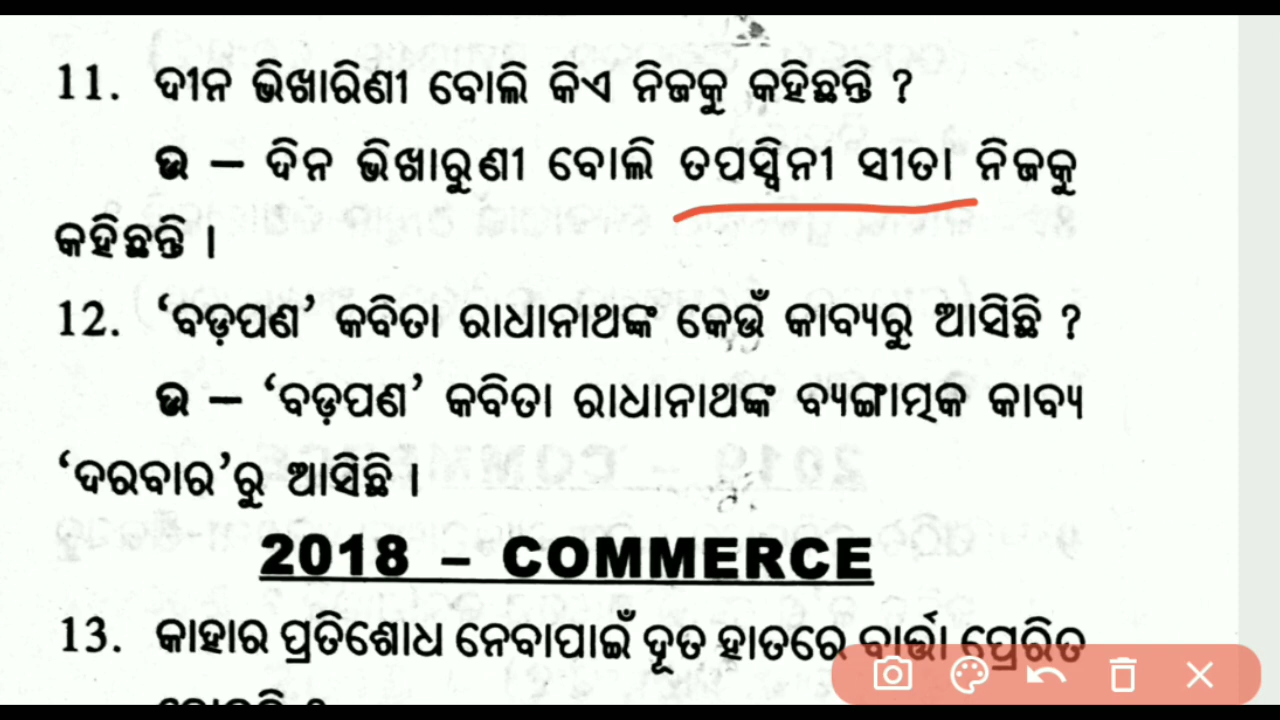 11. ଦୀନ ଭିଖାରିଣୀ ବୋଲି କିଏ ନିଜକୁ କହିଛନ୍ତି ?
ଉ – ଦିନ ଭିଖାରୁଣୀ ବୋଲି ତପସ୍ୱିନୀ ସୀତା ନିଜକୁ
କହିଛନ୍ତି ।
12. ‘ବଡ଼ପଣ’ କବିତା ରାଧାନାଥଙ୍କ କେଉଁ କାବ୍ୟରୁ ଆସିଛି ?
ଉ – ‘ବଡ଼ପଣ’ କବିତା ରାଧାନାଥଙ୍କ ବ୍ୟଙ୍ଗାତ୍ମକ କାବ୍ୟ
‘ଦରବାର’ରୁ ଆସିଛି ।
2018 – COMMERCE
13. କାହାର ପ୍ରତିଶୋଧ ନେବାପାଇଁ ଦୂତ ହାତରେ ବାର୍ତ୍ତା ପ୍ରେରିତ